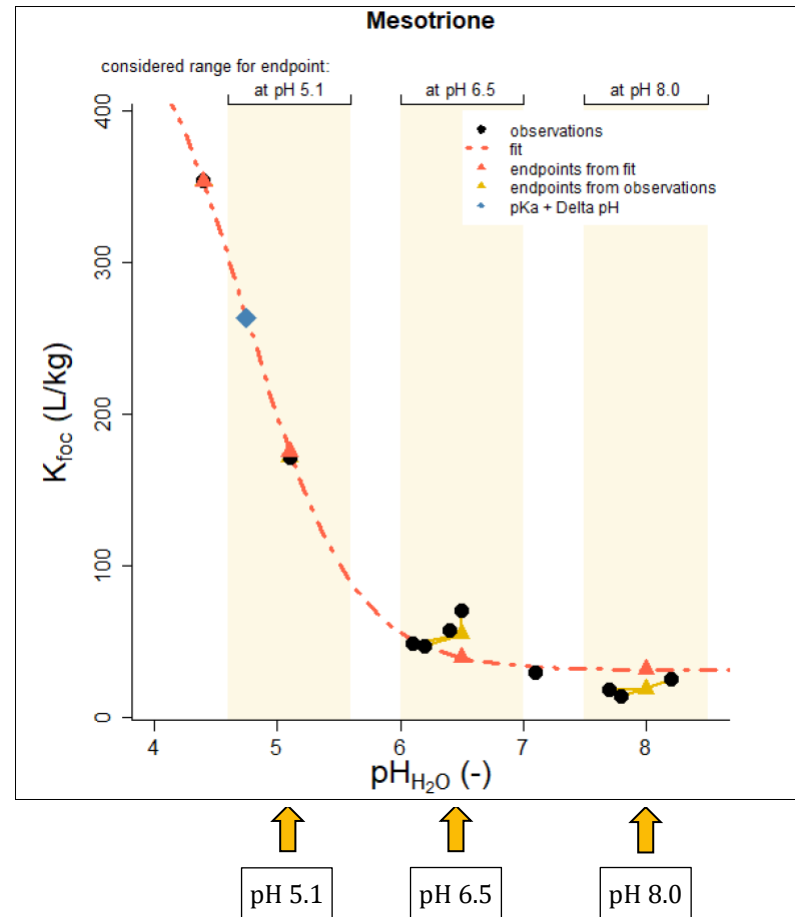 Mesotrione
considered range for endpoint:
at pH 5.1 at pH 6.5 at pH 8.0
observations
fit
endpoints from fit
endpoints from observations
pKa + Delta pH
K_foc (L/kg)
400
300
200
100
0
4 5 6 7 8
pH_H₂O (-)
pH 5.1 pH 6.5 pH 8.0